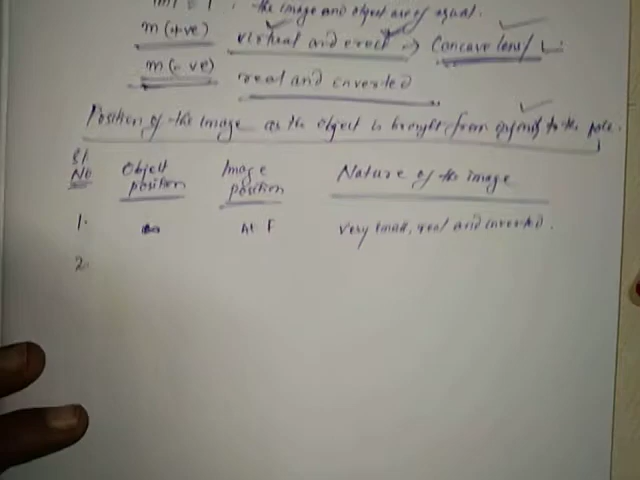 |m| = 1 : the image and object are of equal.
m(+ve) virtual and erect → Concave lens/
m(-ve) real and inverted
Position of the image as the object is brought from infinity to the pole.
Sl No Object position Image position Nature of the image
1. ∞ At F very small, real and inverted.
2.